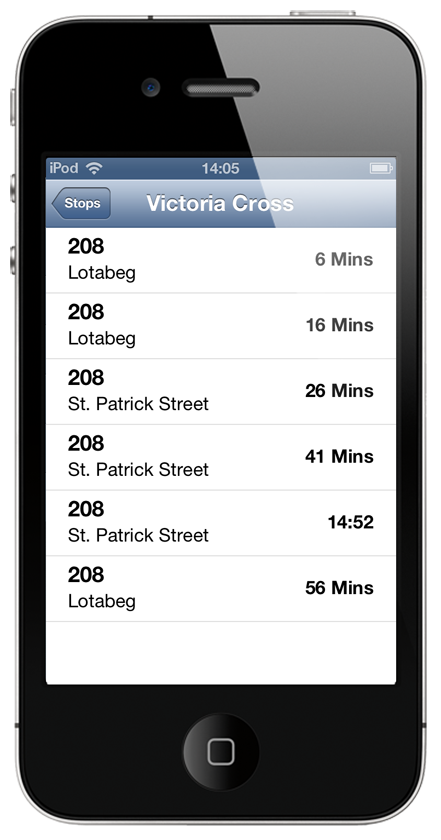 iPod 14:05
Stops Victoria Cross
208
Lotabeg 6 Mins
208
Lotabeg 16 Mins
208
St. Patrick Street 26 Mins
208
St. Patrick Street 41 Mins
208
St. Patrick Street 14:52
208
Lotabeg 56 Mins